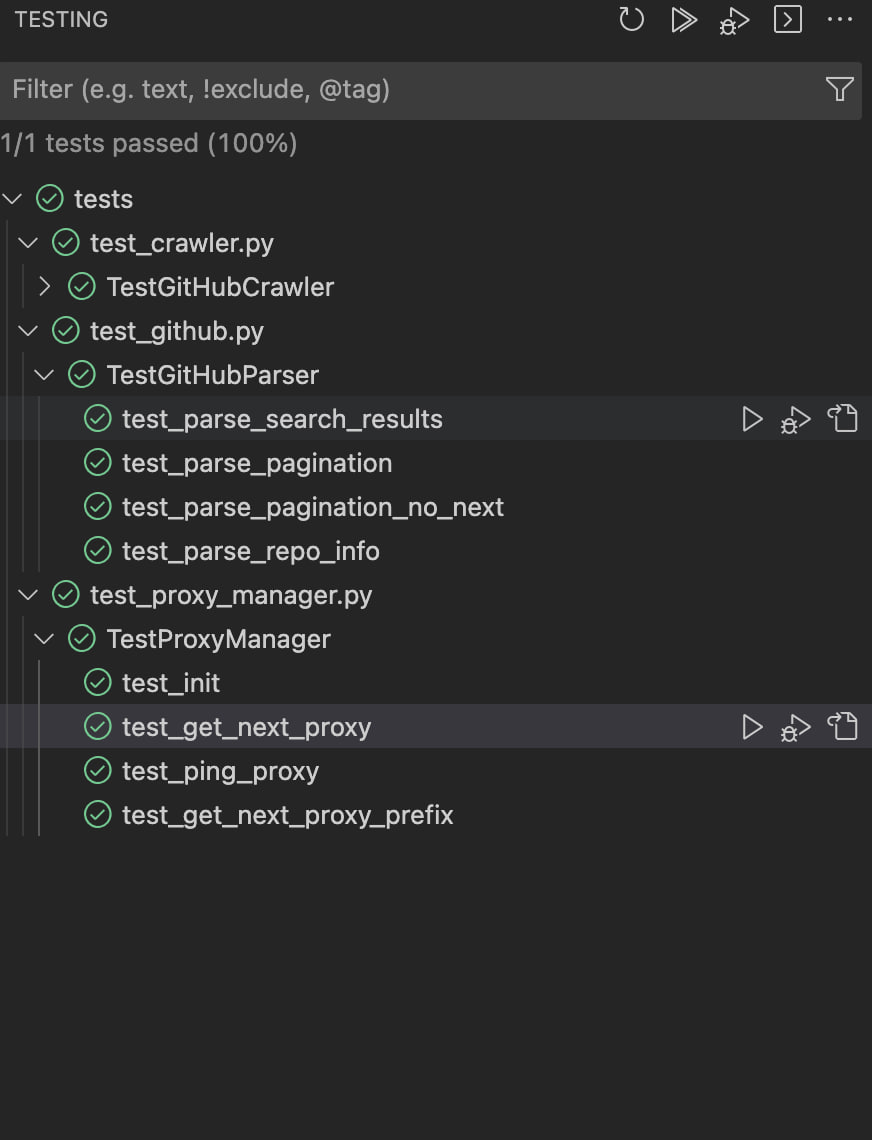 TESTING
Filter (e.g. text, !exclude, @tag)
1/1 tests passed (100%)
tests
test_crawler.py
TestGitHubCrawler
test_github.py
TestGitHubParser
test_parse_search_results
test_parse_pagination
test_parse_pagination_no_next
test_parse_repo_info
test_proxy_manager.py
TestProxyManager
test_init
test_get_next_proxy
test_ping_proxy
test_get_next_proxy_prefix